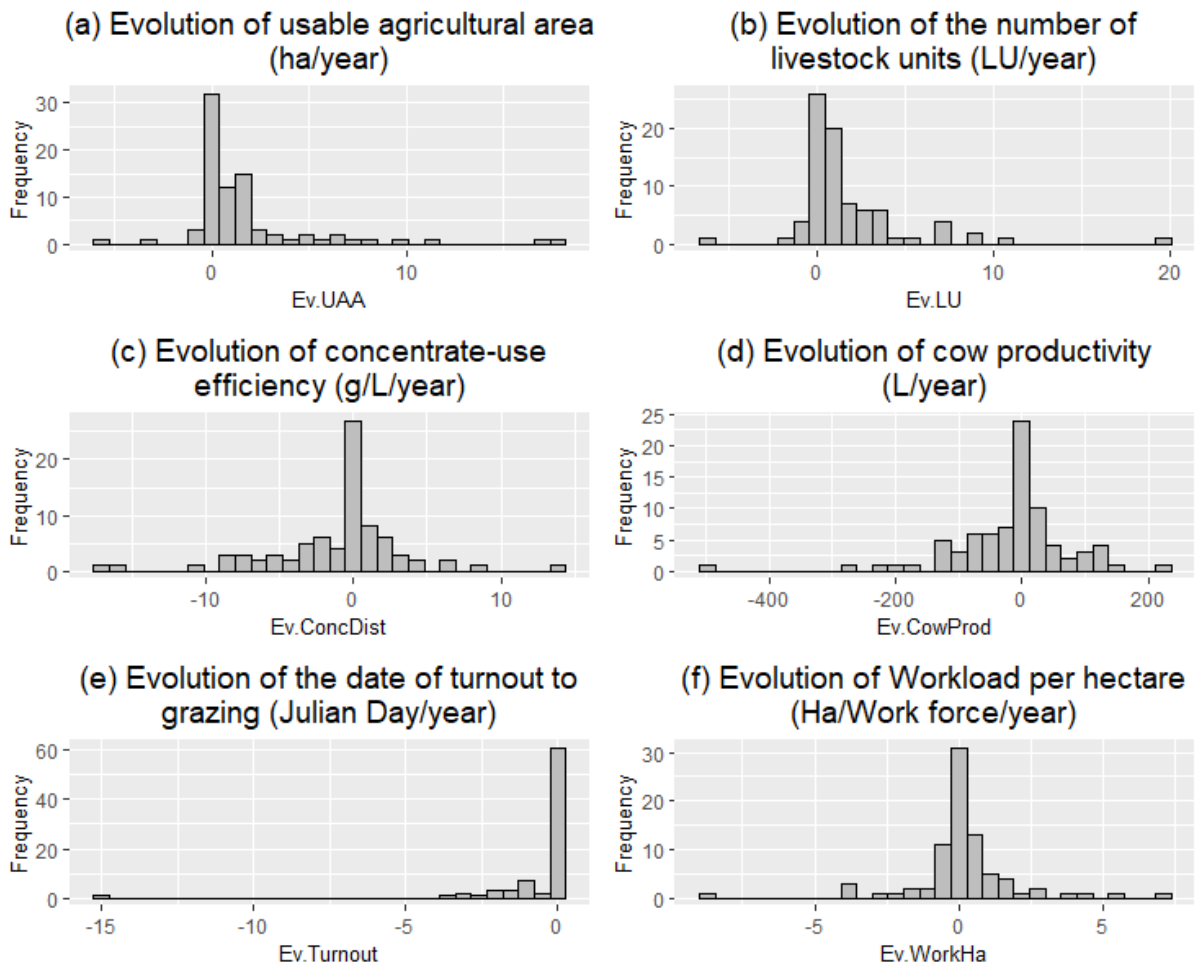 (a) Evolution of usable agricultural area
(ha/year)
Frequency
30
20
10
0
0 10
Ev.UAA
(b) Evolution of the number of
livestock units (LU/year)
Frequency
20
10
0
0 10 20
Ev.LU
(c) Evolution of concentrate-use
efficiency (g/L/year)
Frequency
20
10
0
-10 0 10
Ev.ConcDist
(d) Evolution of cow productivity
(L/year)
Frequency
25
20
15
10
5
0
-400 -200 0 200
Ev.CowProd
(e) Evolution of the date of turnout to
grazing (Julian Day/year)
Frequency
60
40
20
0
-15 -10 -5 0
Ev.Turnout
(f) Evolution of Workload per hectare
(Ha/Work force/year)
Frequency
30
20
10
0
-5 0 5
Ev.WorkHa